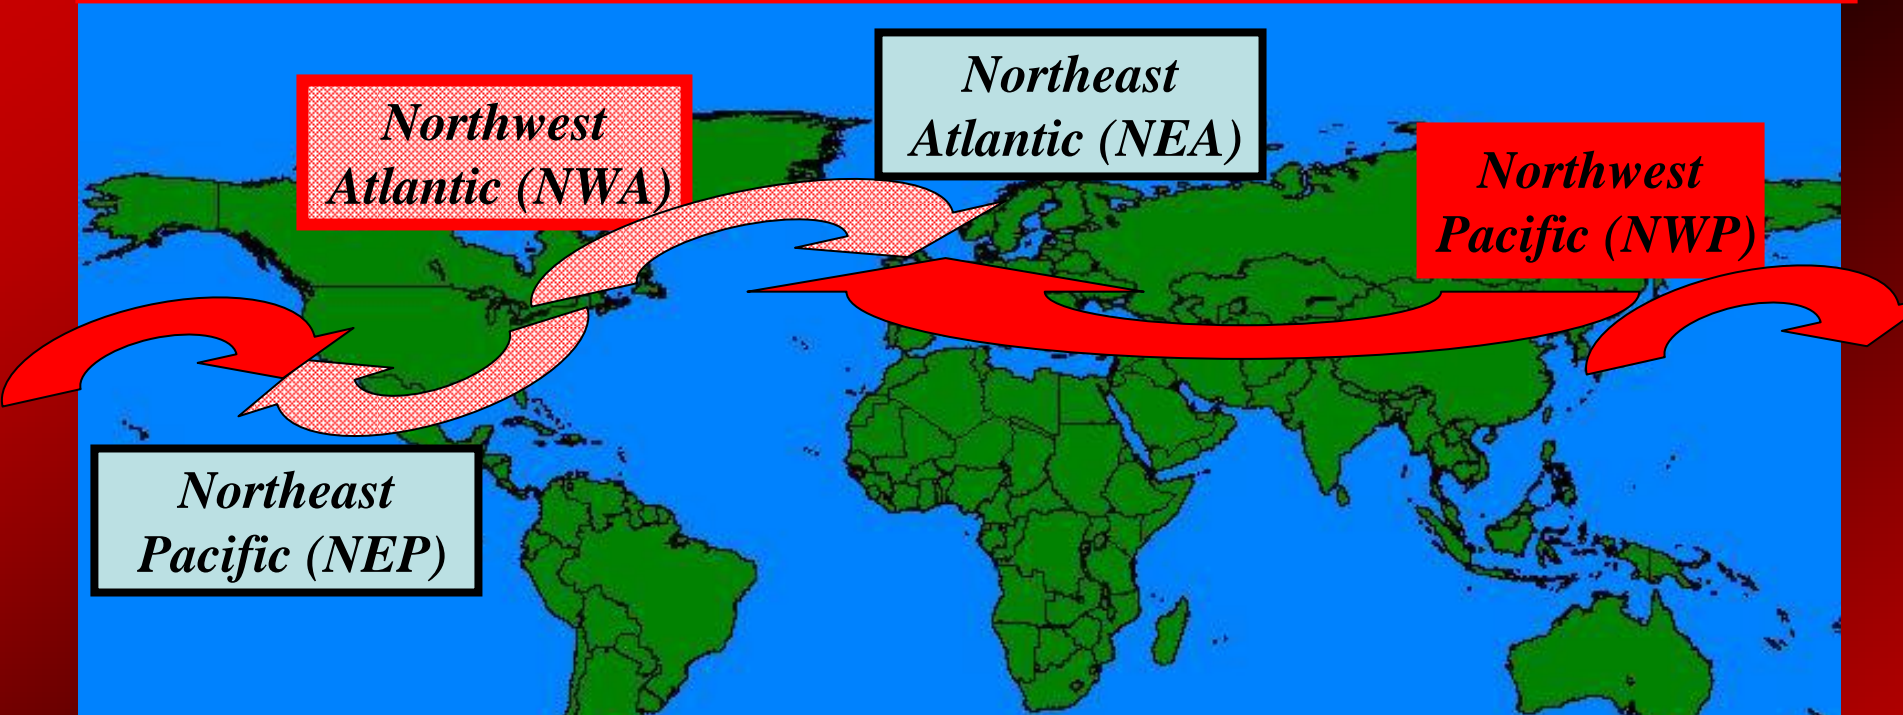 Northwest
Atlantic (NWA)
Northeast
Atlantic (NEA)
Northwest
Pacific (NWP)
Northeast
Pacific (NEP)